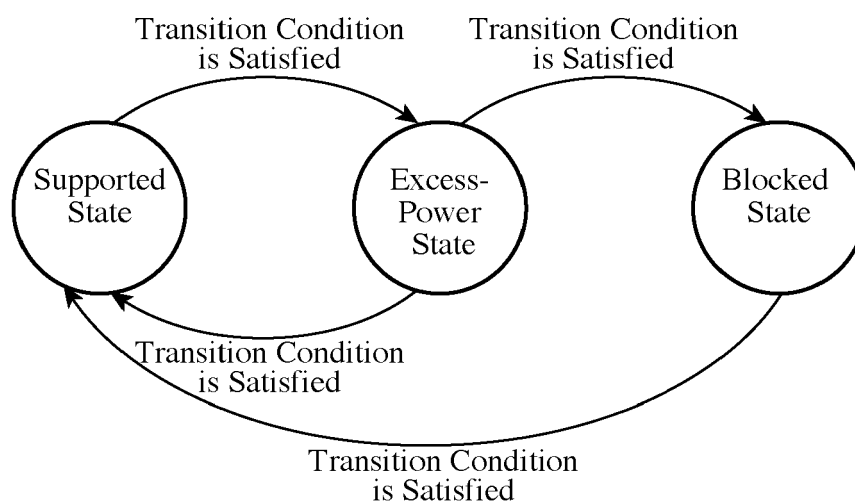 Transition Condition
is Satisfied
Transition Condition
is Satisfied
Supported
State
Excess-
Power
State
Blocked
State
Transition Condition
is Satisfied
Transition Condition
is Satisfied